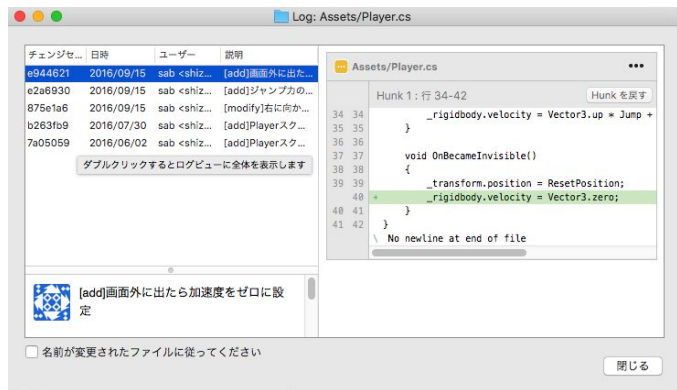 Log: Assets/Player.cs
チェンジセ... 日時 ユーザー 説明
e944621 2016/09/15 sab <shiz... [add]画面外に出た...
e2a6930 2016/09/15 sab <shiz... [add]ジャンプ力の...
875e1a6 2016/09/15 sab <shiz... [modify]右に向か...
b263fb9 2016/07/30 sab <shiz... [add]Playerスク...
7a05059 2016/06/02 sab <shiz... [add]Playerスク...
ダブルクリックするとログビューに全体を表示します
[add]画面外に出たら加速度をゼロに設
定
Assets/Player.cs
Hunk 1 : 行 34-42 Hunk を戻す
34 34 _rigidbody.velocity = Vector3.up * Jump +
35 35 }
36 36
37 37 void OnBecameInvisible()
38 38 {
39 39 _transform.position = ResetPosition;
40 + _rigidbody.velocity = Vector3.zero;
40 41 }
41 42 }
\ No newline at end of file
名前が変更されたファイルに従ってください
閉じる